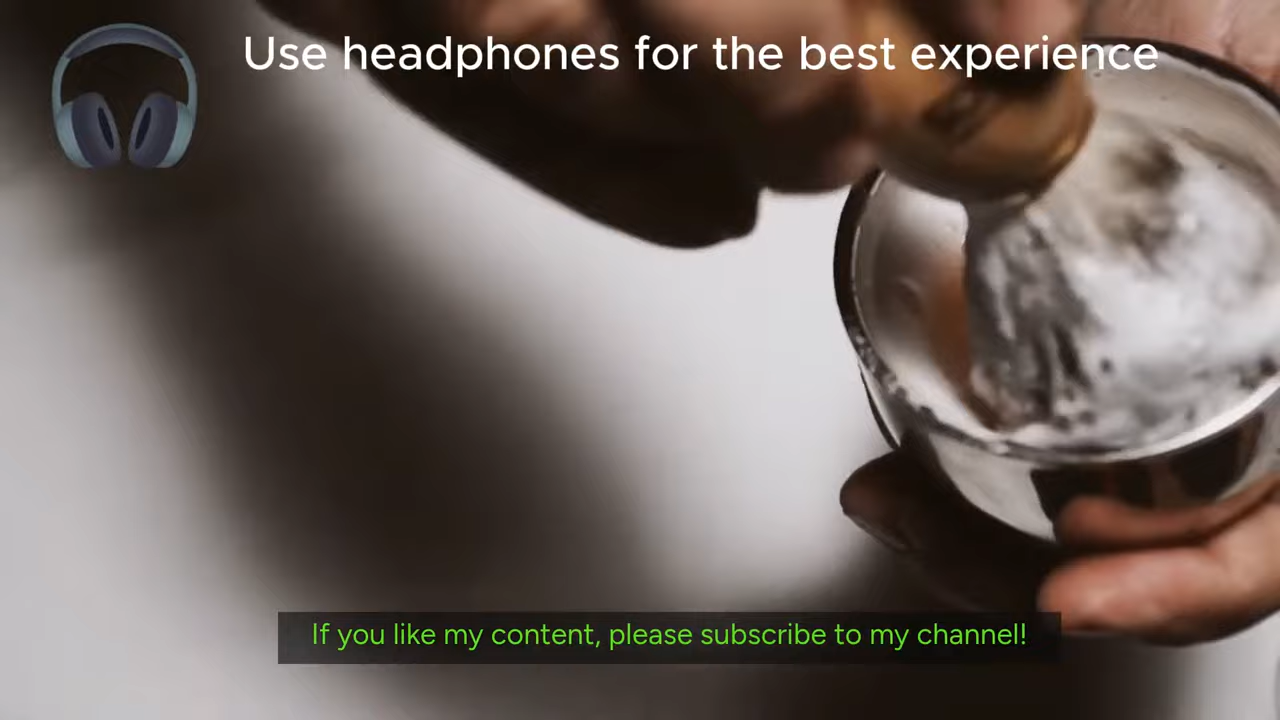 Use headphones for the best experience
If you like my content, please subscribe to my channel!